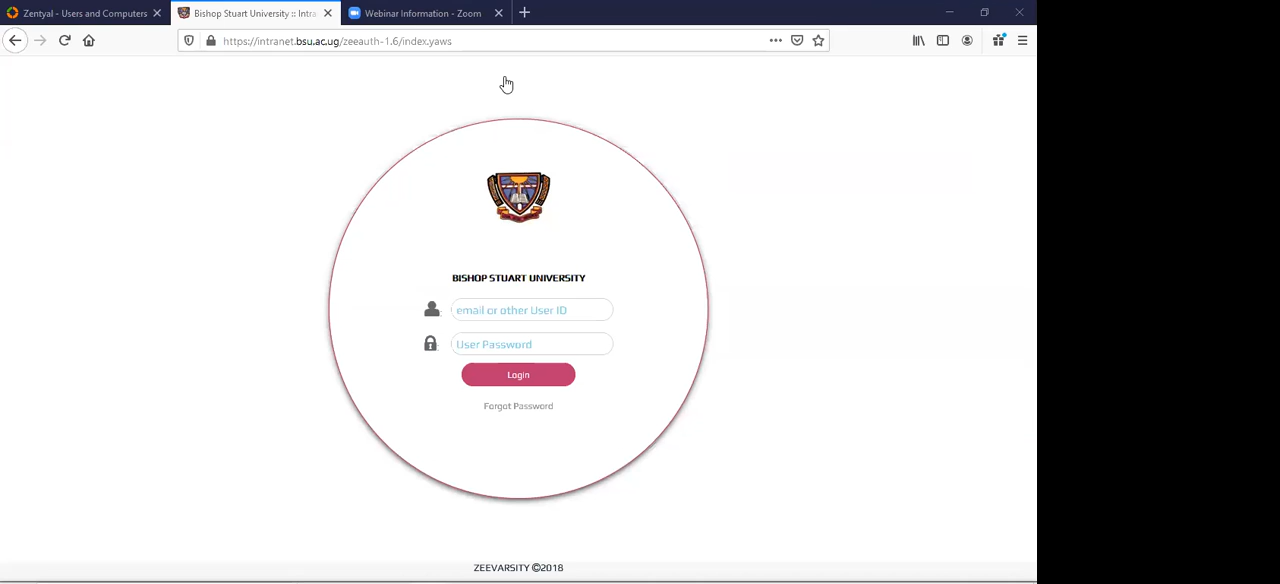 Zentyal - Users and Computers
Bishop Stuart University :: Intra
Webinar Information - Zoom
https://intranet.bsu.ac.ug/zeeauth-1.6/index.yaws
BISHOP STUART UNIVERSITY
email or other User ID
User Password
Login
Forgot Password
ZEEVARSITY ©2018